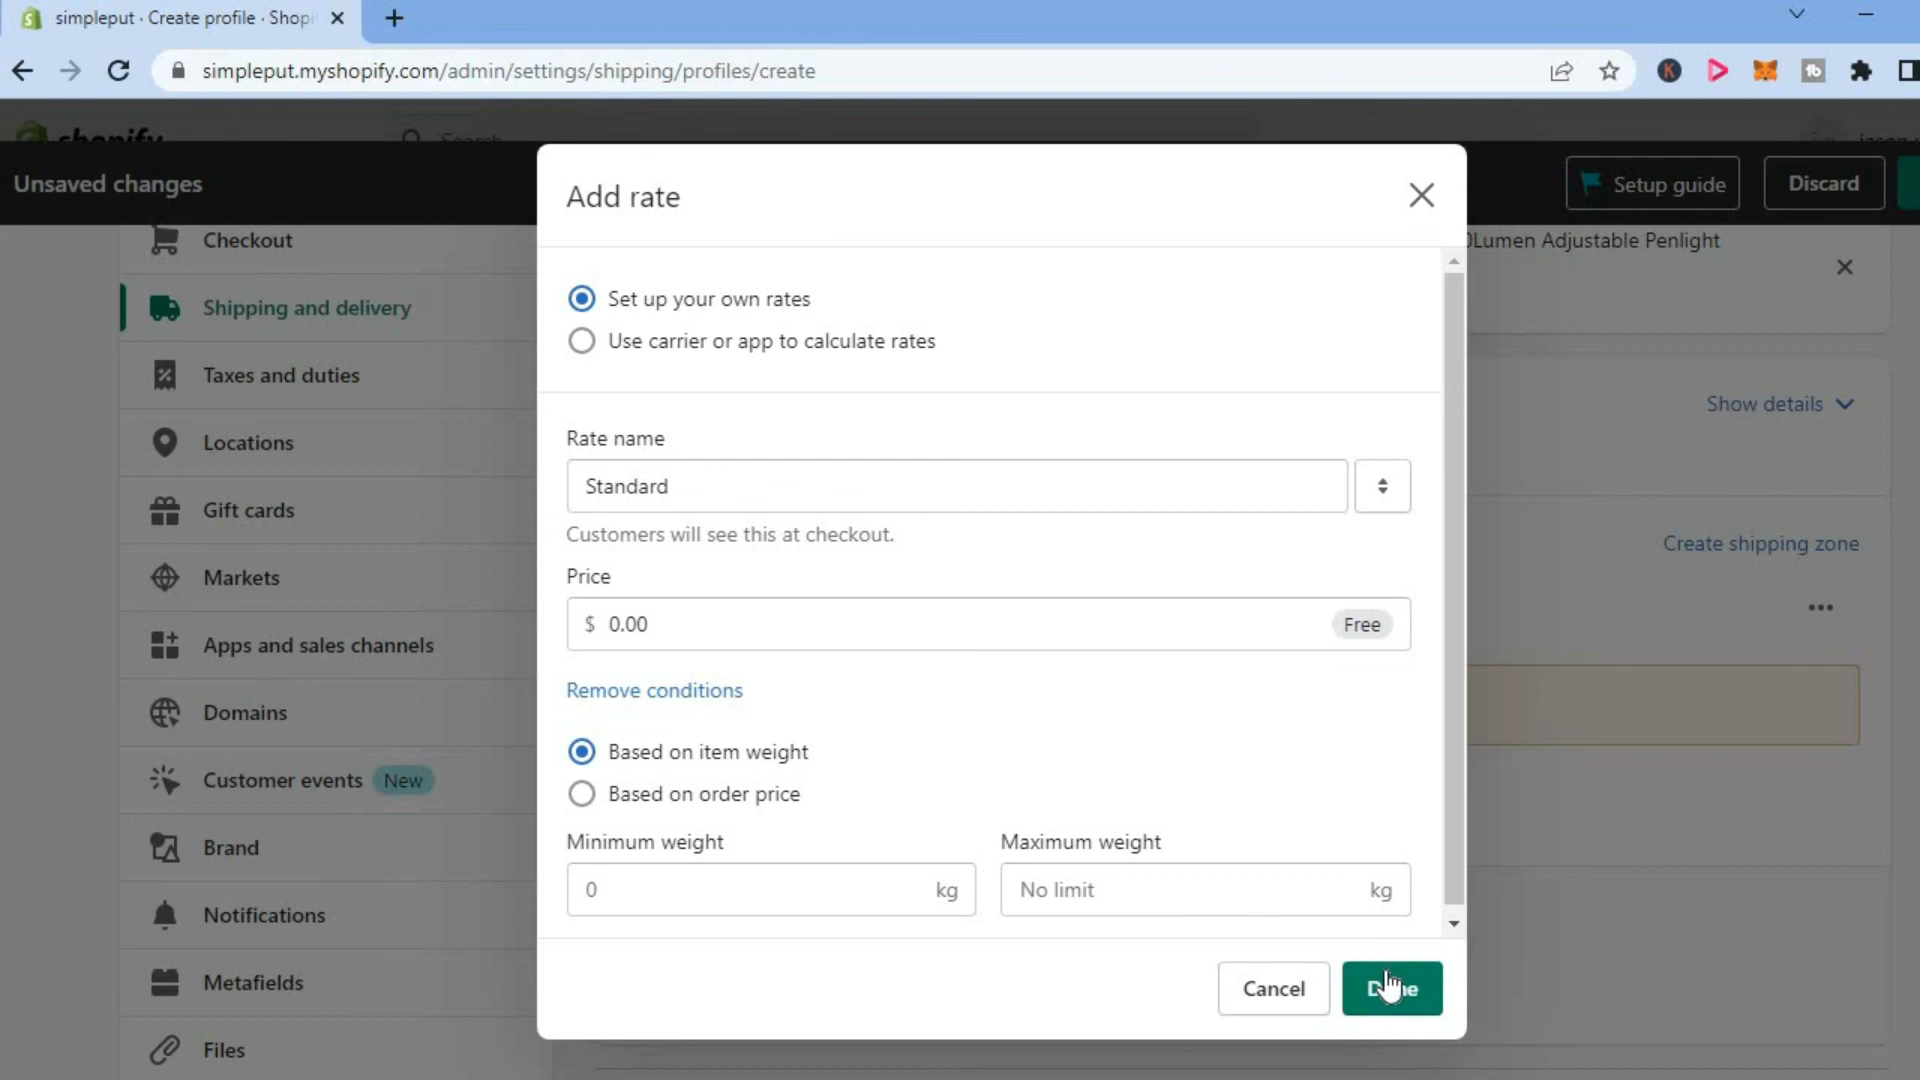 simpleput · Create profile · Shopi
simpleput.myshopify.com/admin/settings/shipping/profiles/create
shopify
Search
Unsaved changes
Setup guide
Discard
Checkout
Shipping and delivery
Taxes and duties
Locations
Gift cards
Markets
Apps and sales channels
Domains
Customer events New
Brand
Notifications
Metafields
Files
Add rate
Set up your own rates
Use carrier or app to calculate rates
Rate name
Standard
Customers will see this at checkout.
Price
$ 0.00 Free
Remove conditions
Based on item weight
Based on order price
Minimum weight Maximum weight
0 kg No limit kg
Cancel Done
Lumen Adjustable Penlight
Show details
Create shipping zone